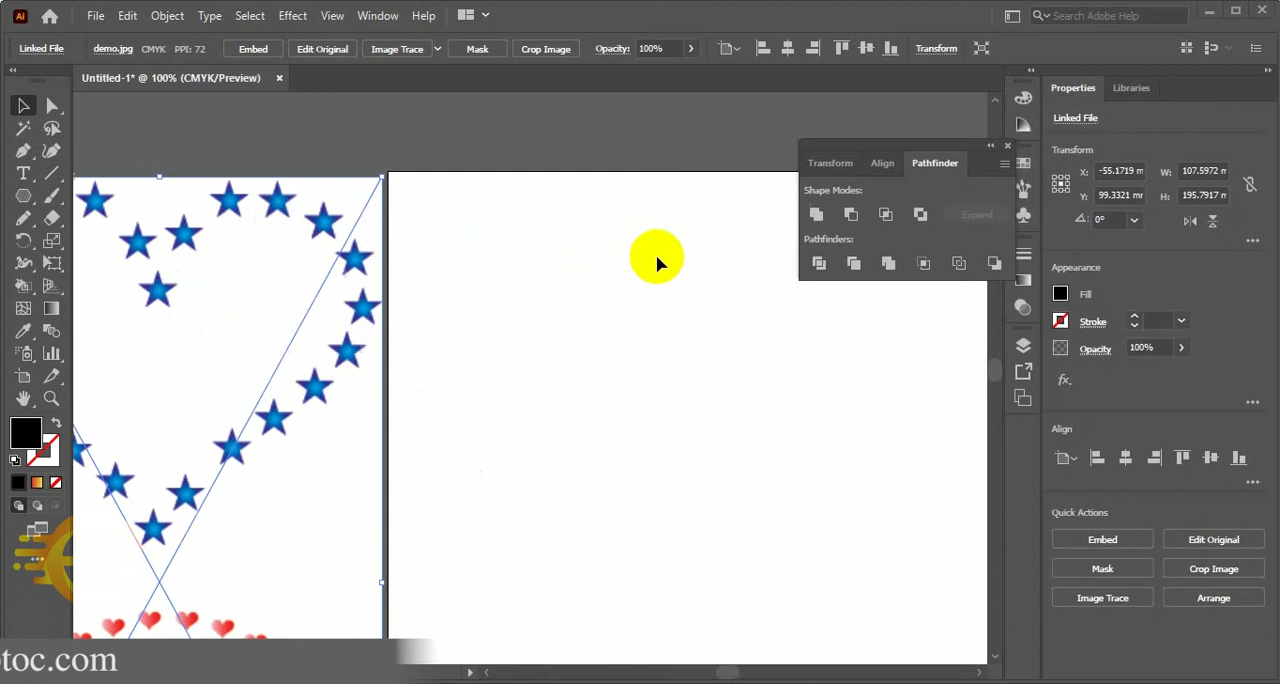 Ai File Edit Object Type Select Effect View Window Help Search Adobe Help
Linked File demo.jpg CMYK PPI: 72 Embed Edit Original Image Trace Mask Crop Image Opacity: 100% Transform
Untitled-1* @ 100% (CMYK/Preview)
Properties Libraries
Linked File
Transform
X: -55.1719 m W: 107.5972 m
Y: 99.3321 mr H: 195.7917 m
0°
Appearance
Fill
Stroke
Opacity 100%
fx.
Align
Quick Actions
Embed Edit Original
Mask Crop Image
Image Trace Arrange
Transform Align Pathfinder
Shape Modes:
Expand
Pathfinders:
otoc.com